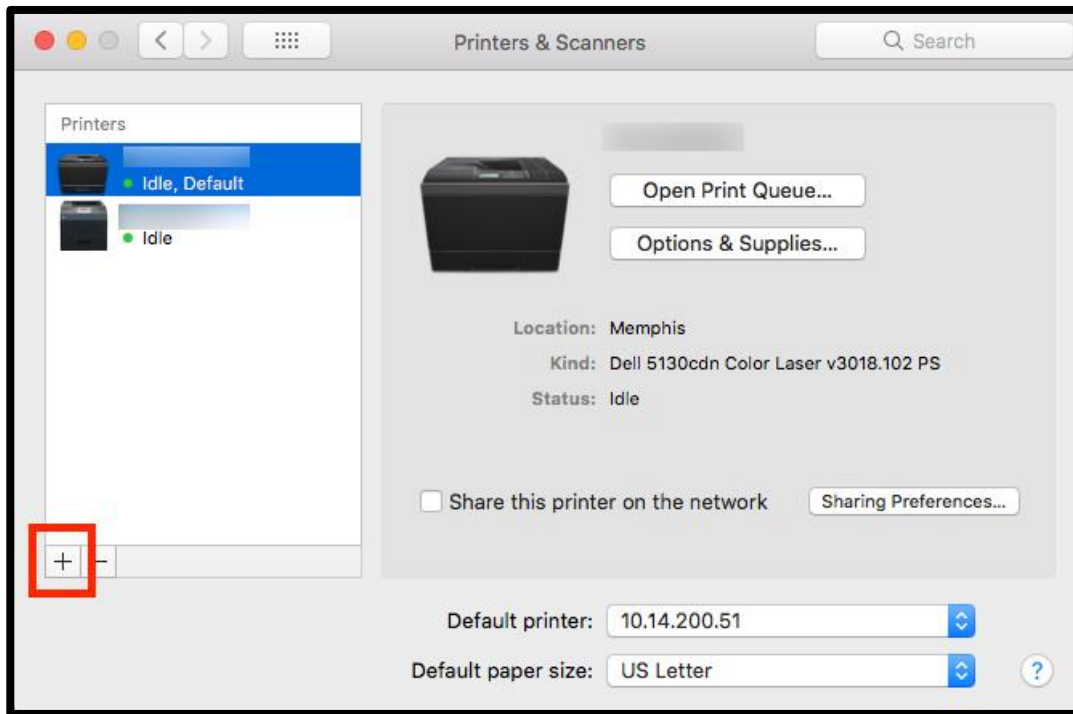 Printers & Scanners
Search
Printers
Idle, Default
Idle
Open Print Queue...
Options & Supplies...
Location: Memphis
Kind: Dell 5130cdn Color Laser v3018.102 PS
Status: Idle
Share this printer on the network
Sharing Preferences...
+ −
Default printer: 10.14.200.51
Default paper size: US Letter
?